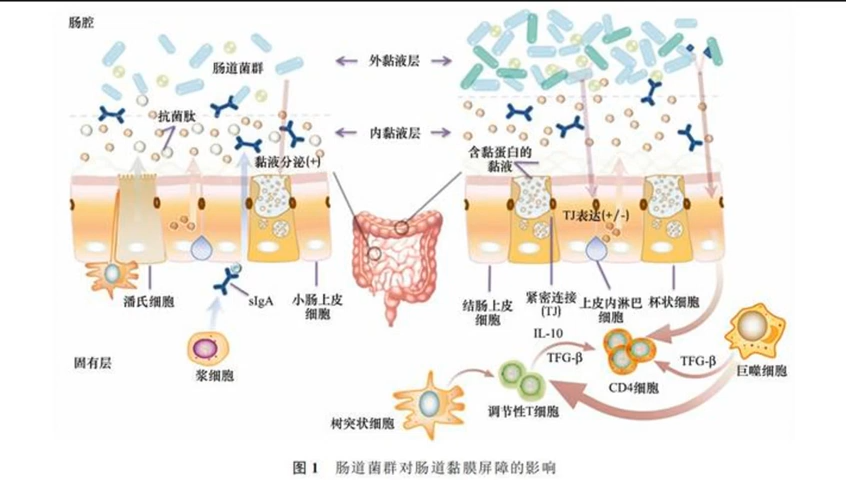 肠腔
肠道菌群
外黏液层
抗菌肽
内黏液层
黏液分泌(+)
含黏蛋白的
黏液
TJ表达(+/-)
潘氏细胞
sIgA
小肠上皮
细胞
结肠上皮
细胞
紧密连接
(TJ)
上皮内淋巴
细胞
杯状细胞
固有层
浆细胞
IL-10
TFG-β
TFG-β
CD4细胞
巨噬细胞
调节性T细胞
树突状细胞
图 1 肠道菌群对肠道黏膜屏障的影响